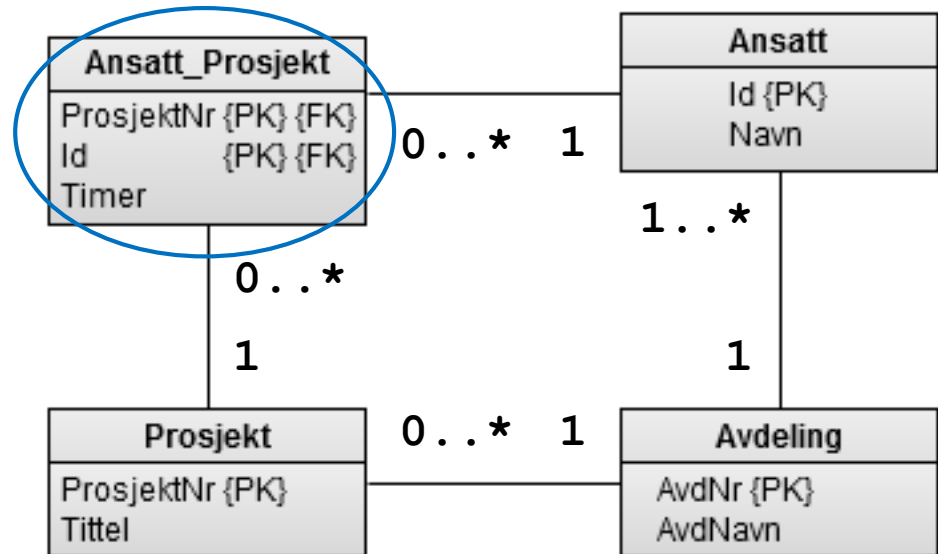 Ansatt_Prosjekt
ProsjektNr {PK} {FK}
Id {PK} {FK}
Timer
Ansatt
Id {PK}
Navn
0..* 1
1..*
0..*
1
1
Prosjekt
ProsjektNr {PK}
Tittel
0..* 1
Avdeling
AvdNr {PK}
AvdNavn